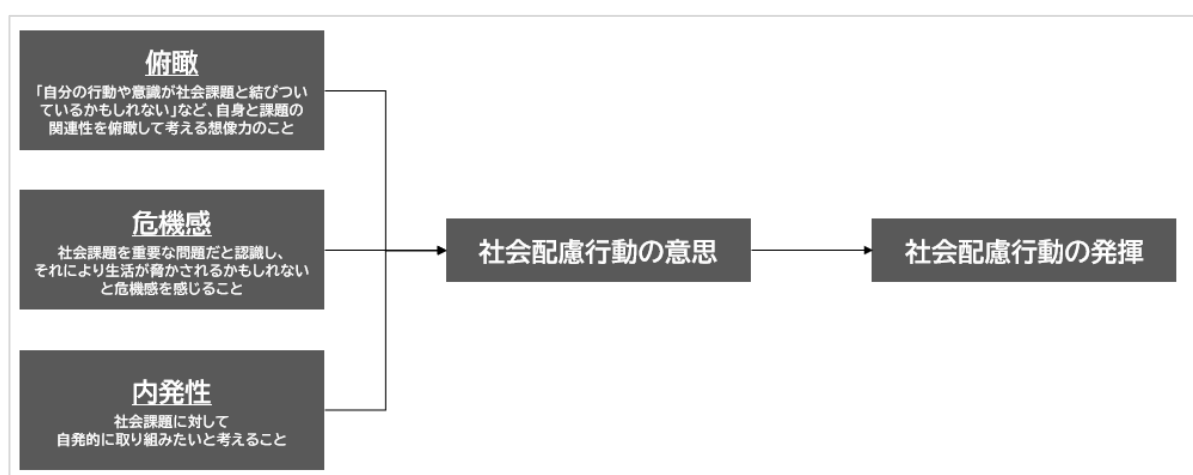 俯瞰
「自分の行動や意識が社会課題と結びつい
ているかもしれない」など、自身と課題の
関連性を俯瞰して考える想像力のこと
危機感
社会課題を重要な問題だと認識し、
それにより生活が脅かされるかもしれない
と危機感を感じること
内発性
社会課題に対して
自発的に取り組みたいと考えること
社会配慮行動の意思
社会配慮行動の発揮